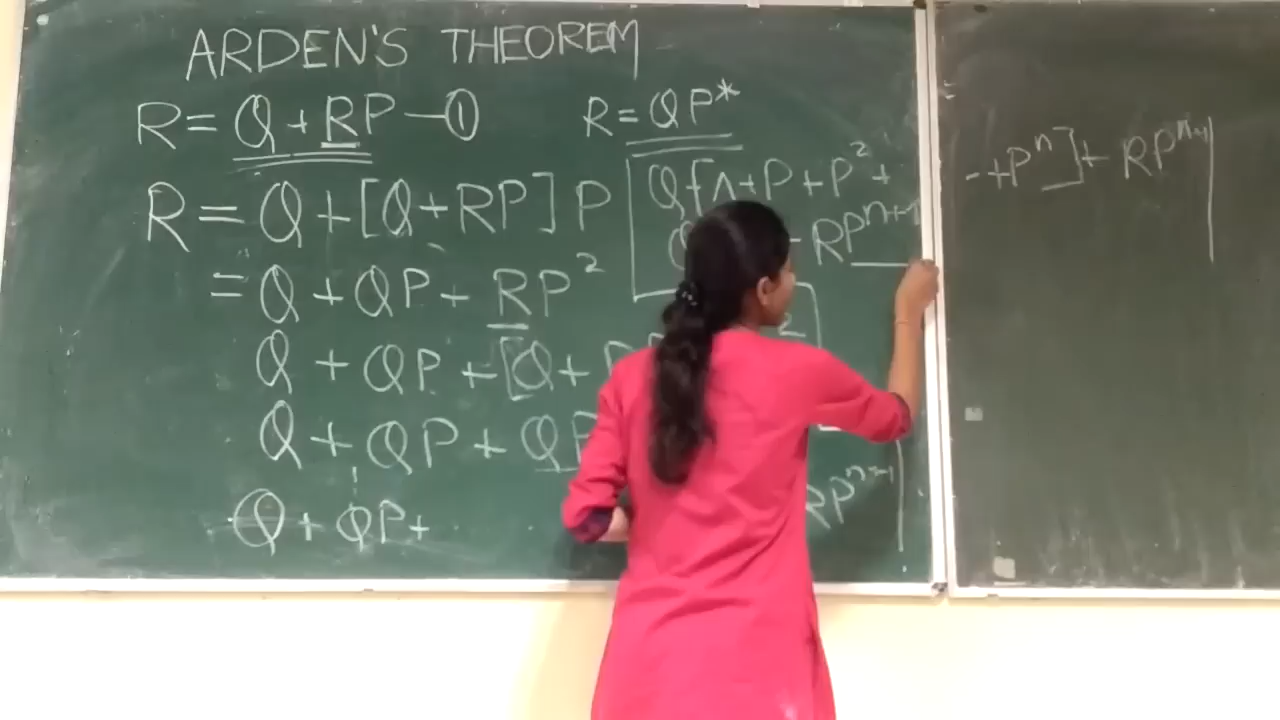 ARDEN'S THEOREM
R = Q + RP — ①
R = QP*
R = Q + [Q + RP] P
= Q + QP + RP²
Q + QP + [Q +
Q + QP + QP
Q + QP +
Q[Λ + P + P² +
- + Pⁿ] + RPⁿ⁺¹
RPⁿ⁺¹
RPⁿ⁺¹